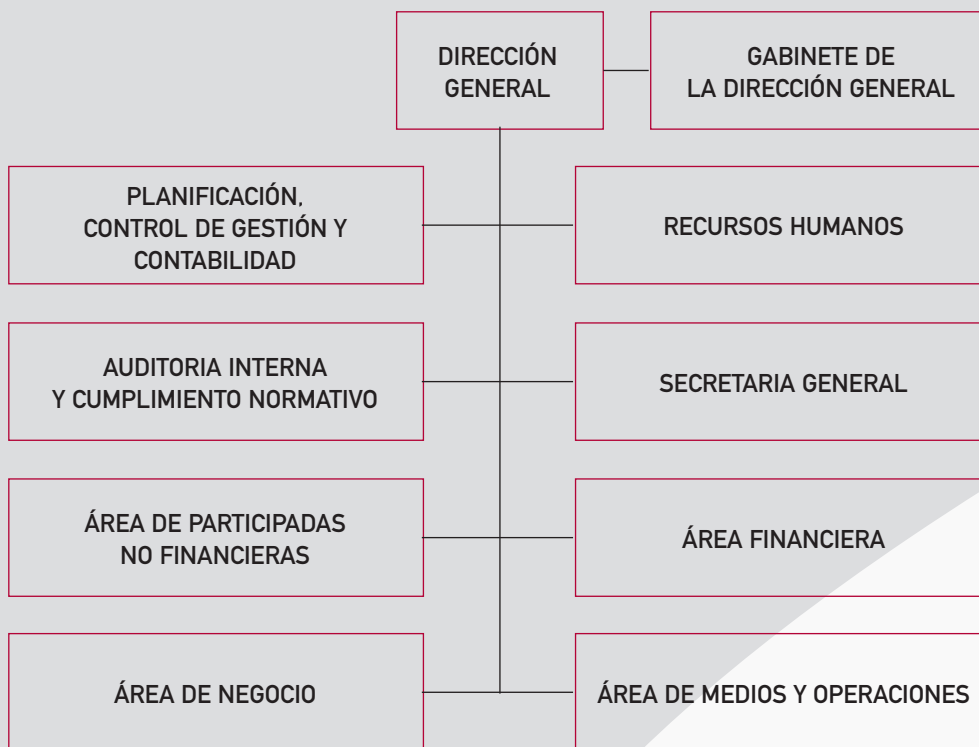 DIRECCIÓN
GENERAL
GABINETE DE
LA DIRECCIÓN GENERAL
PLANIFICACIÓN,
CONTROL DE GESTIÓN Y
CONTABILIDAD
RECURSOS HUMANOS
AUDITORIA INTERNA
Y CUMPLIMIENTO NORMATIVO
SECRETARIA GENERAL
ÁREA DE PARTICIPADAS
NO FINANCIERAS
ÁREA FINANCIERA
ÁREA DE NEGOCIO
ÁREA DE MEDIOS Y OPERACIONES